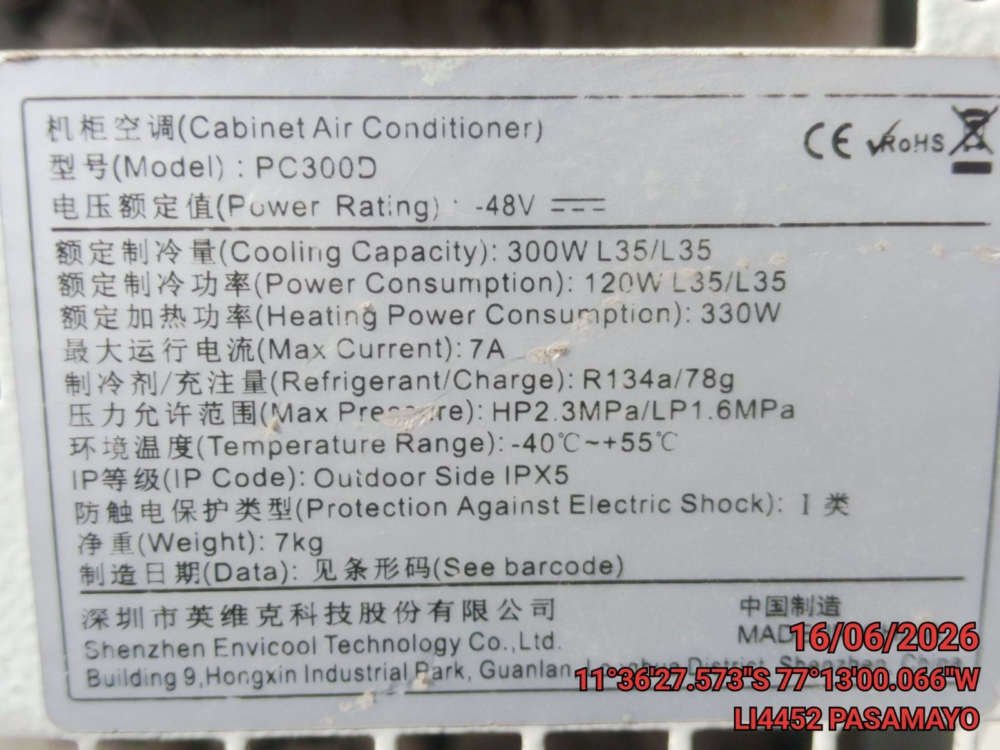 机柜空调(Cabinet Air Conditioner)
CE RoHS
型号(Model) : PC300D
电压额定值(Power Rating) : -48V
额定制冷量(Cooling Capacity): 300W L35/L35
额定制冷功率(Power Consumption): 120W L35/L35
额定加热功率(Heating Power Consumption): 330W
最大运行电流(Max Current): 7A
制冷剂/充注量(Refrigerant/Charge): R134a/78g
压力允许范围(Max Pressure): HP2.3MPa/LP1.6MPa
环境温度(Temperature Range): -40℃~+55℃
IP等级(IP Code): Outdoor Side IPX5
防触电保护类型(Protection Against Electric Shock): I 类
净重(Weight): 7kg
制造日期(Data): 见条形码(See barcode)
深圳市英维克科技股份有限公司
中国制造
Shenzhen Envicool Technology Co.,Ltd.
MADE
Building 9,Hongxin Industrial Park, Guanlan, Longhua District, Shenzhen, China
16/06/2026
11°36'27.573"S 77°13'00.066"W
LI4452 PASAMAYO